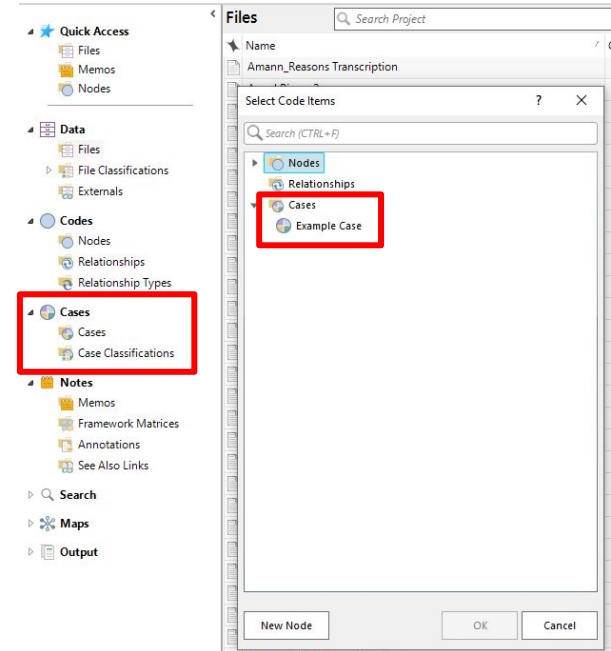 Quick Access
Files
Memos
Nodes
Data
Files
File Classifications
Externals
Codes
Nodes
Relationships
Relationship Types
Cases
Cases
Case Classifications
Notes
Memos
Framework Matrices
Annotations
See Also Links
Search
Maps
Output
Files
Search Project
Name
Amann_Reasons Transcription
Select Code Items ?
Search (CTRL+F)
Nodes
Relationships
Cases
Example Case
New Node OK Cancel